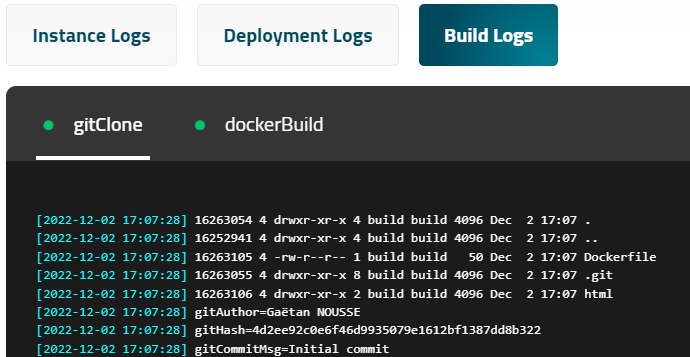 Instance Logs Deployment Logs Build Logs
gitClone dockerBuild
[2022-12-02 17:07:28] 16263054 4 drwxr-xr-x 4 build build 4096 Dec  2 17:07 .
[2022-12-02 17:07:28] 16252941 4 drwxr-xr-x 4 build build 4096 Dec  2 17:07 ..
[2022-12-02 17:07:28] 16263105 4 -rw-r--r-- 1 build build   50 Dec  2 17:07 Dockerfile
[2022-12-02 17:07:28] 16263055 4 drwxr-xr-x 8 build build 4096 Dec  2 17:07 .git
[2022-12-02 17:07:28] 16263106 4 drwxr-xr-x 2 build build 4096 Dec  2 17:07 html
[2022-12-02 17:07:28] gitAuthor=Gaëtan NOUSSE
[2022-12-02 17:07:28] gitHash=4d2ee92c0e6f46d9935079e1612bf1387dd8b322
[2022-12-02 17:07:28] gitCommitMsg=Initial commit